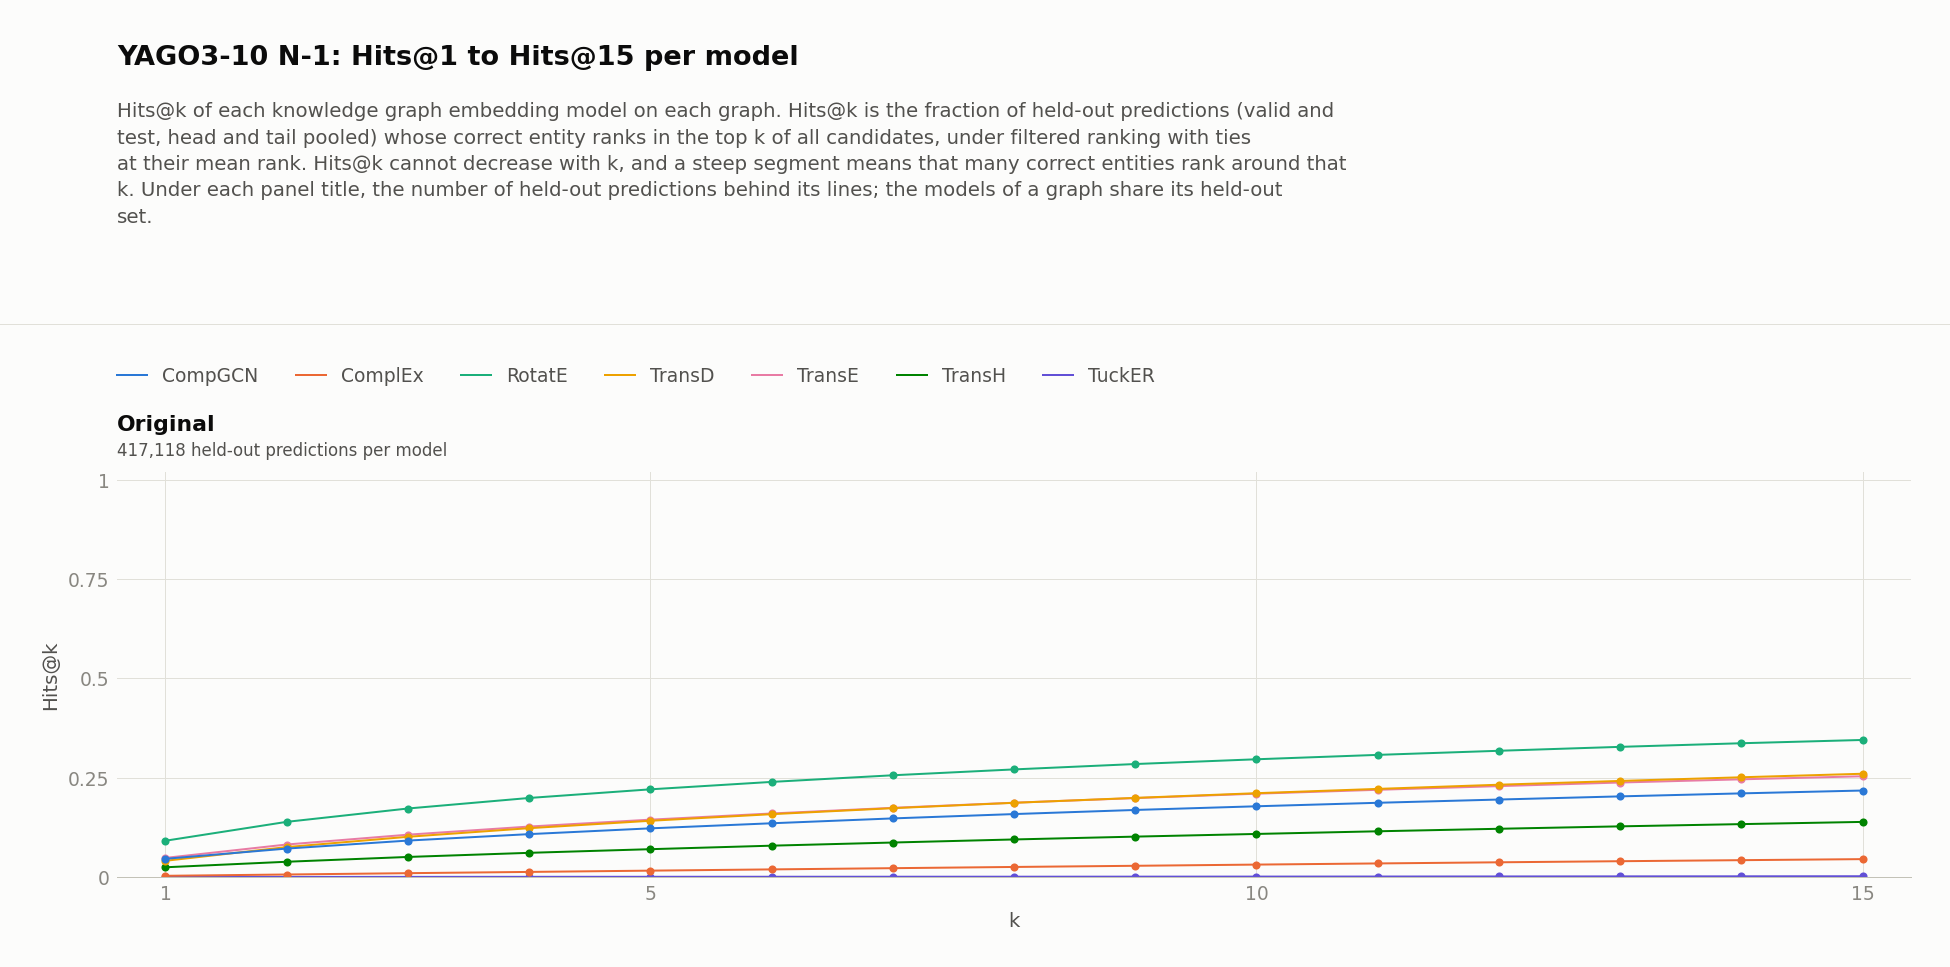 YAGO3-10 N-1: Hits@1 to Hits@15 per model
Hits@k of each knowledge graph embedding model on each graph. Hits@k is the fraction of held-out predictions (valid and
test, head and tail pooled) whose correct entity ranks in the top k of all candidates, under filtered ranking with ties
at their mean rank. Hits@k cannot decrease with k, and a steep segment means that many correct entities rank around that
k. Under each panel title, the number of held-out predictions behind its lines; the models of a graph share its held-out
set.
CompGCN ComplEx RotatE TransD TransE TransH TuckER
Original
417,118 held-out predictions per model
1
0.75
0.5
0.25
0
Hits@k
1 5 10 15
k